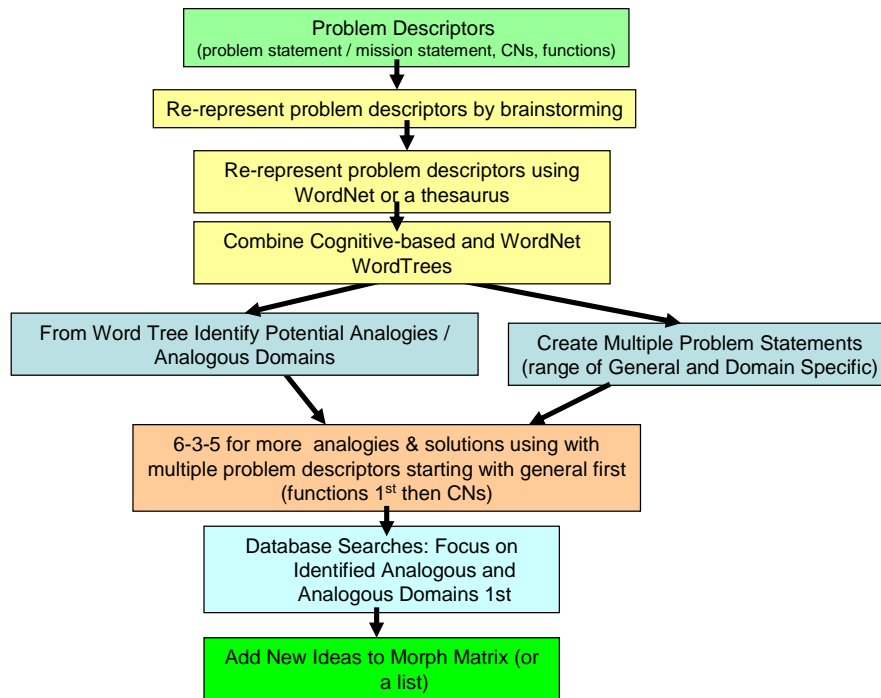 Problem Descriptors
(problem statement / mission statement, CNs, functions)
Re-represent problem descriptors by brainstorming
Re-represent problem descriptors using
WordNet or a thesaurus
Combine Cognitive-based and WordNet
WordTrees
From Word Tree Identify Potential Analogies /
Analogous Domains
Create Multiple Problem Statements
(range of General and Domain Specific)
6-3-5 for more analogies & solutions using with
multiple problem descriptors starting with general first
(functions 1st then CNs)
Database Searches: Focus on
Identified Analogous and
Analogous Domains 1st
Add New Ideas to Morph Matrix (or
a list)